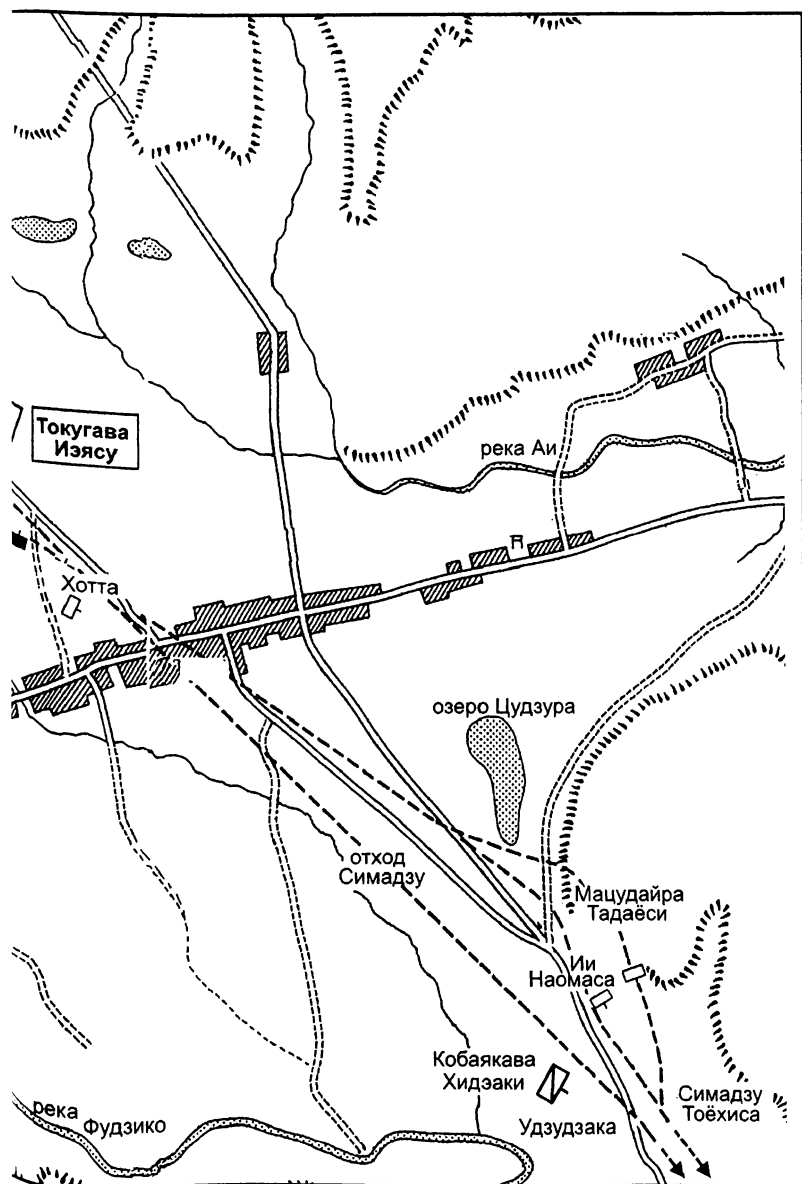 Токугава
Иэясу
река Аи
Хотта
озеро Цудзура
отход
Симадзу
Мацудайра
Тадаёси
Ии
Наомаса
Кобаякава
Хидэаки
Симадзу
Тоёхиса
Удзудзака
река
Фудзико